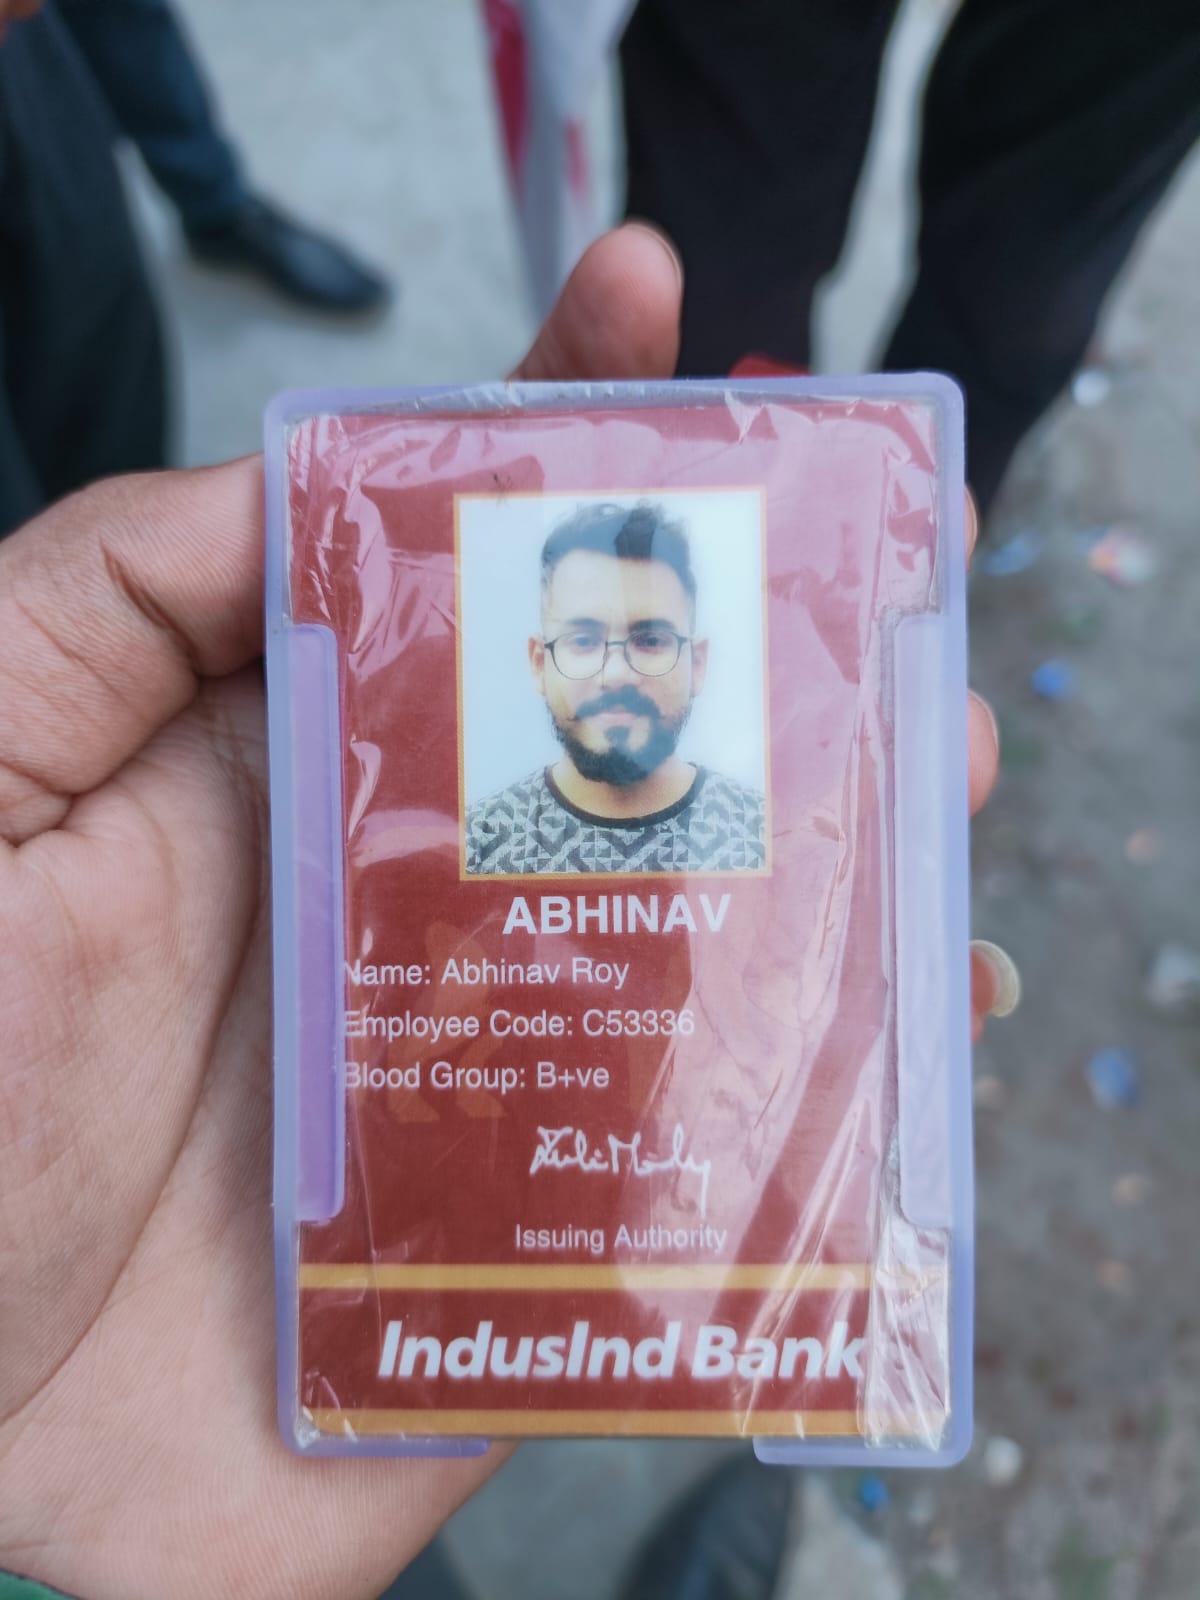 ABHINAV
Name: Abhinav Roy
Employee Code: C53336
Blood Group: B+ve
Issuing Authority
IndusInd Bank